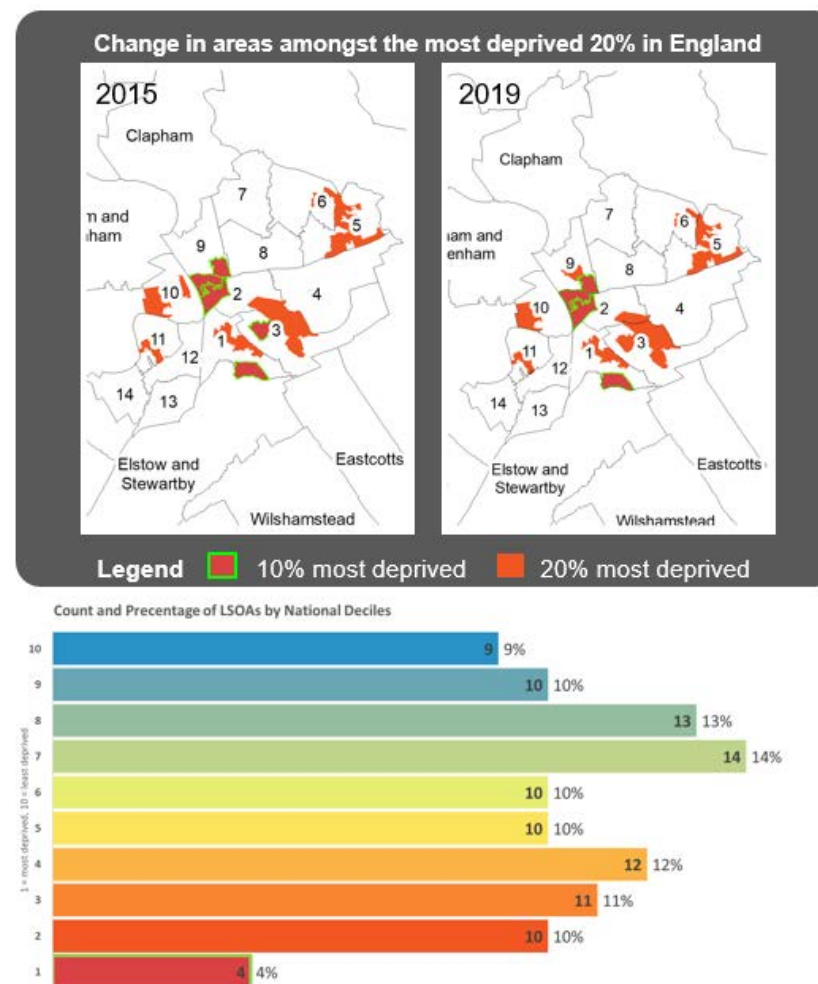 Change in areas amongst the most deprived 20% in England
2015
Clapham
7
6
5
m and
ham
9
8
10
2
4
1
3
11
12
14
13
Elstow and
Stewartby
Eastcotts
Wilshamstead
2019
Clapham
7
6
5
am and
enham
9
8
10
2
4
1
3
11
12
14
13
Elstow and
Stewartby
Eastcotts
Wilshamstead
Legend 10% most deprived 20% most deprived
Count and Precentage of LSOAs by National Deciles
1 = most deprived, 10 = least deprived
10 9 9%
9 10 10%
8 13 13%
7 14 14%
6 10 10%
5 10 10%
4 12 12%
3 11 11%
2 10 10%
1 4 4%